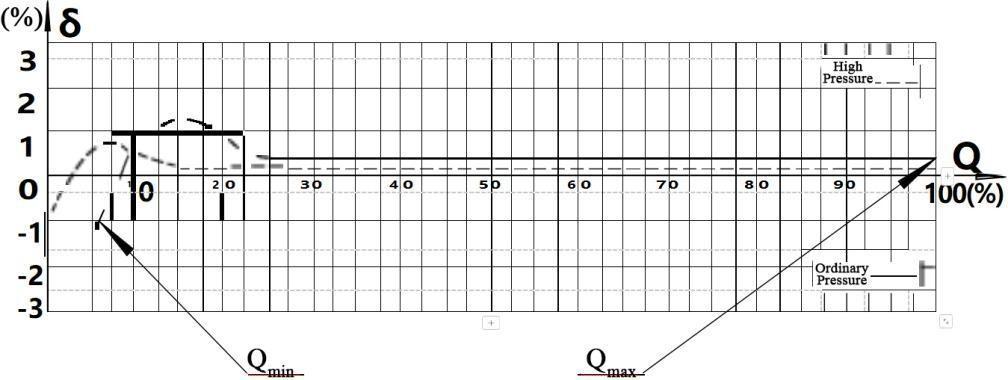 (%) δ
3
High
Pressure
2
1
Q
0
10 20 30 40 50 60 70 80 90 100(%)
-1
-2
Ordinary
Pressure
-3
Qmin
Qmax